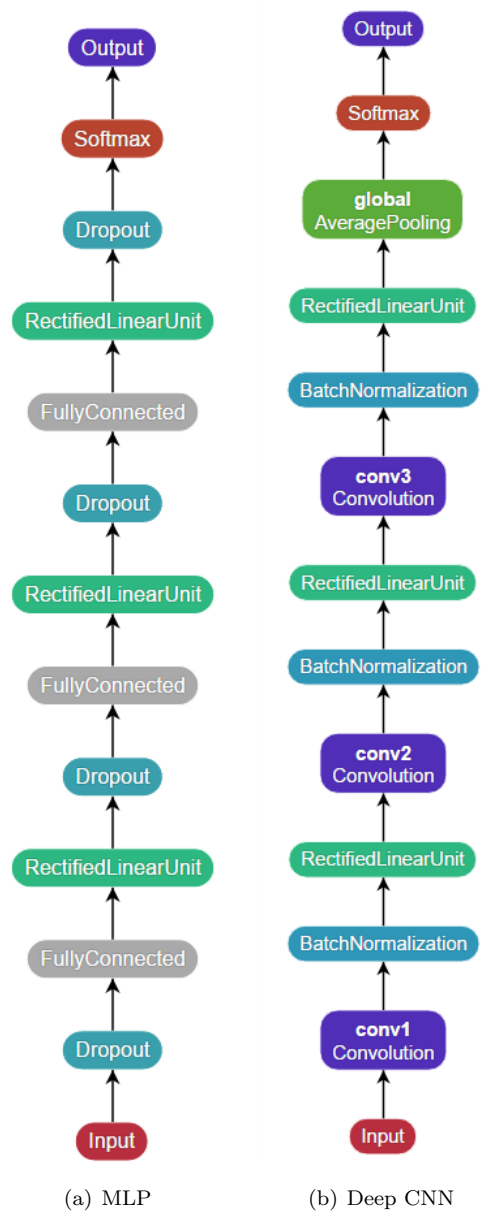 Output
Softmax
Dropout
RectifiedLinearUnit
FullyConnected
Dropout
RectifiedLinearUnit
FullyConnected
Dropout
RectifiedLinearUnit
FullyConnected
Dropout
Input
(a) MLP
Output
Softmax
global
AveragePooling
RectifiedLinearUnit
BatchNormalization
conv3
Convolution
RectifiedLinearUnit
BatchNormalization
conv2
Convolution
RectifiedLinearUnit
BatchNormalization
conv1
Convolution
Input
(b) Deep CNN